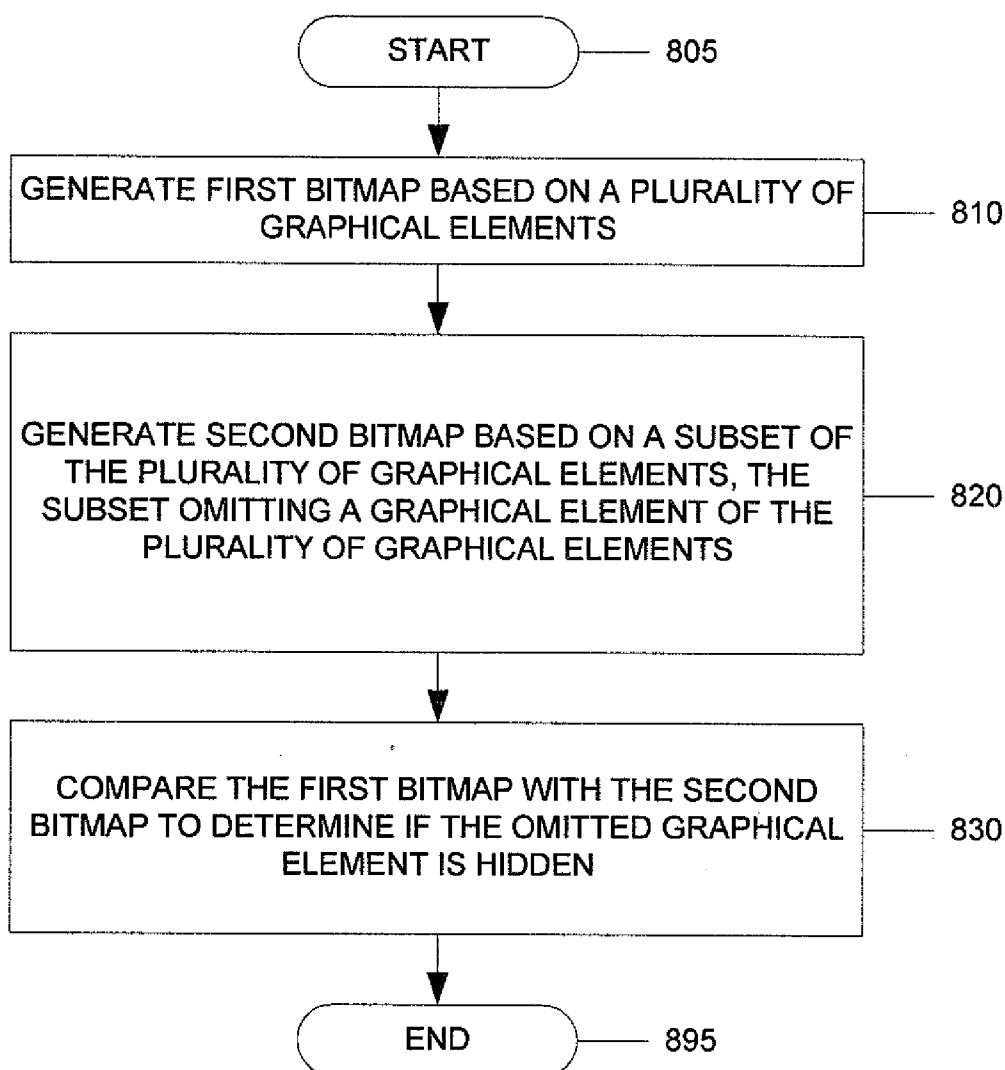 START
805
GENERATE FIRST BITMAP BASED ON A PLURALITY OF
GRAPHICAL ELEMENTS
810
GENERATE SECOND BITMAP BASED ON A SUBSET OF
THE PLURALITY OF GRAPHICAL ELEMENTS, THE
SUBSET OMITTING A GRAPHICAL ELEMENT OF THE
PLURALITY OF GRAPHICAL ELEMENTS
820
COMPARE THE FIRST BITMAP WITH THE SECOND
BITMAP TO DETERMINE IF THE OMITTED GRAPHICAL
ELEMENT IS HIDDEN
830
END
895